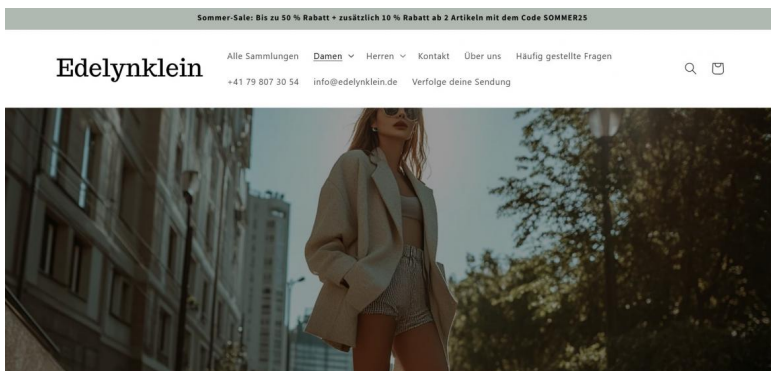 Sommer-Sale: Bis zu 50 % Rabatt + zusätzlich 10 % Rabatt ab 2 Artikeln mit dem Code SOMMER25
Edelynklein
Alle Sammlungen Damen Herren Kontakt Über uns Häufig gestellte Fragen
+41 79 807 30 54 info@edelynklein.de Verfolge deine Sendung